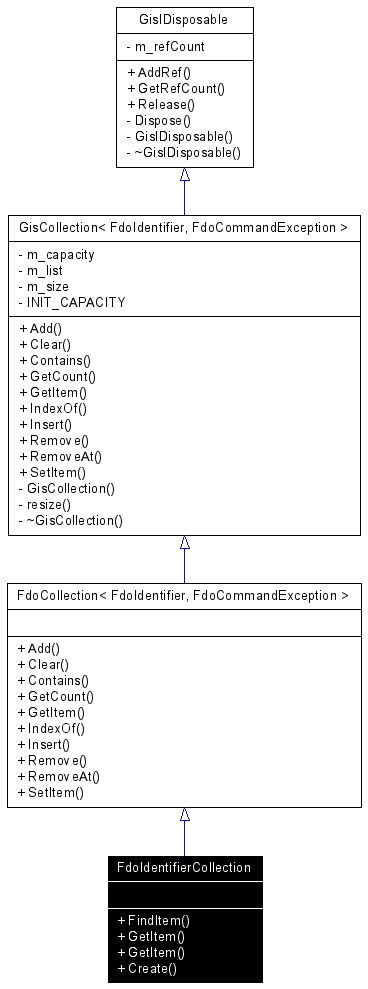 GisIDisposable
- m_refCount
+ AddRef()
+ GetRefCount()
+ Release()
- Dispose()
- GisIDisposable()
- ~GisIDisposable()
GisCollection< FdoIdentifier, FdoCommandException >
- m_capacity
- m_list
- m_size
- INIT_CAPACITY
+ Add()
+ Clear()
+ Contains()
+ GetCount()
+ GetItem()
+ IndexOf()
+ Insert()
+ Remove()
+ RemoveAt()
+ SetItem()
- GisCollection()
- resize()
- ~GisCollection()
FdoCollection< FdoIdentifier, FdoCommandException >
+ Add()
+ Clear()
+ Contains()
+ GetCount()
+ GetItem()
+ IndexOf()
+ Insert()
+ Remove()
+ RemoveAt()
+ SetItem()
FdoIdentifierCollection
+ FindItem()
+ GetItem()
+ GetItem()
+ Create()